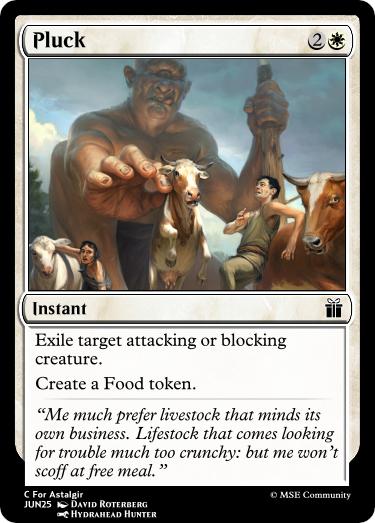 Pluck 2
Instant
Exile target attacking or blocking
creature.
Create a Food token.
“Me much prefer livestock that minds its
own business. Lifestock that comes looking
for trouble much too crunchy: but me won’t
scoff at free meal.”
C For Astalgir
JUN25 David Roterberg
Hydrahead Hunter
© MSE Community